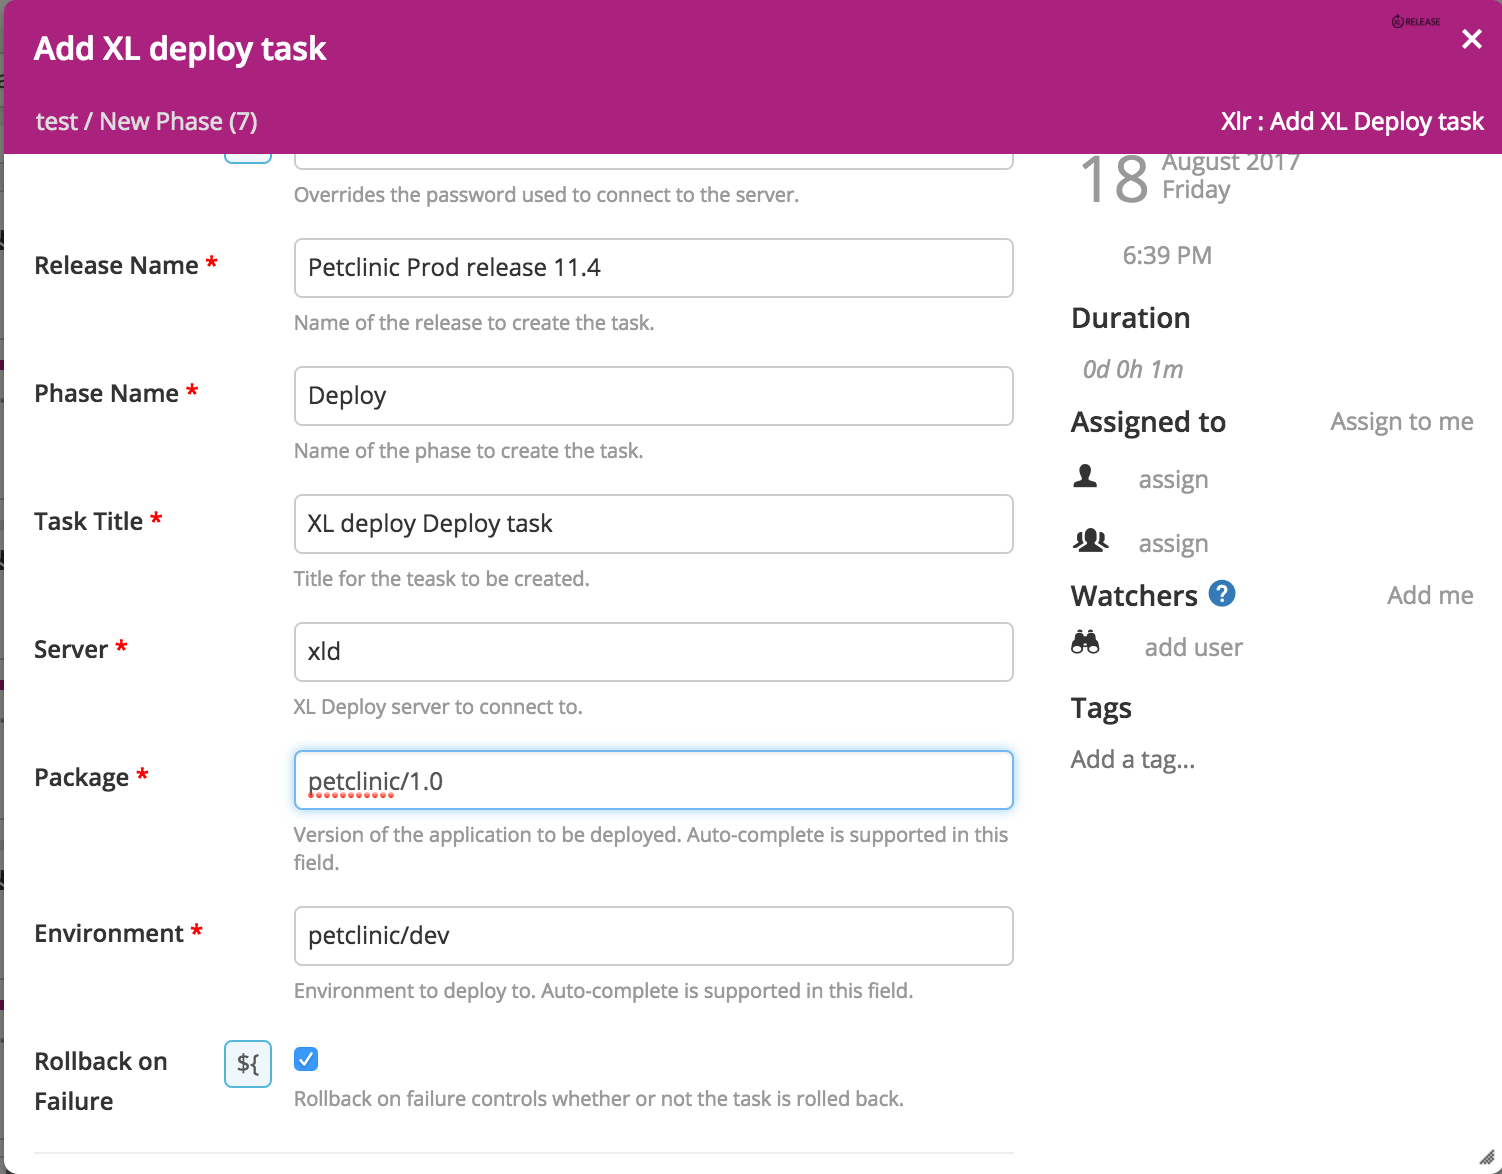 RELEASE
Add XL deploy task
test / New Phase (7)
Xlr : Add XL Deploy task
Overrides the password used to connect to the server.
Release Name *
Petclinic Prod release 11.4
Name of the release to create the task.
Phase Name *
Deploy
Name of the phase to create the task.
Task Title *
XL deploy Deploy task
Title for the teask to be created.
Server *
xld
XL Deploy server to connect to.
Package *
petclinic/1.0
Version of the application to be deployed. Auto-complete is supported in this
field.
Environment *
petclinic/dev
Environment to deploy to. Auto-complete is supported in this field.
Rollback on
Failure
${
Rollback on failure controls whether or not the task is rolled back.
18
August 2017
Friday
6:39 PM
Duration
0d 0h 1m
Assigned to
Assign to me
assign
assign
Watchers ?
Add me
add user
Tags
Add a tag...